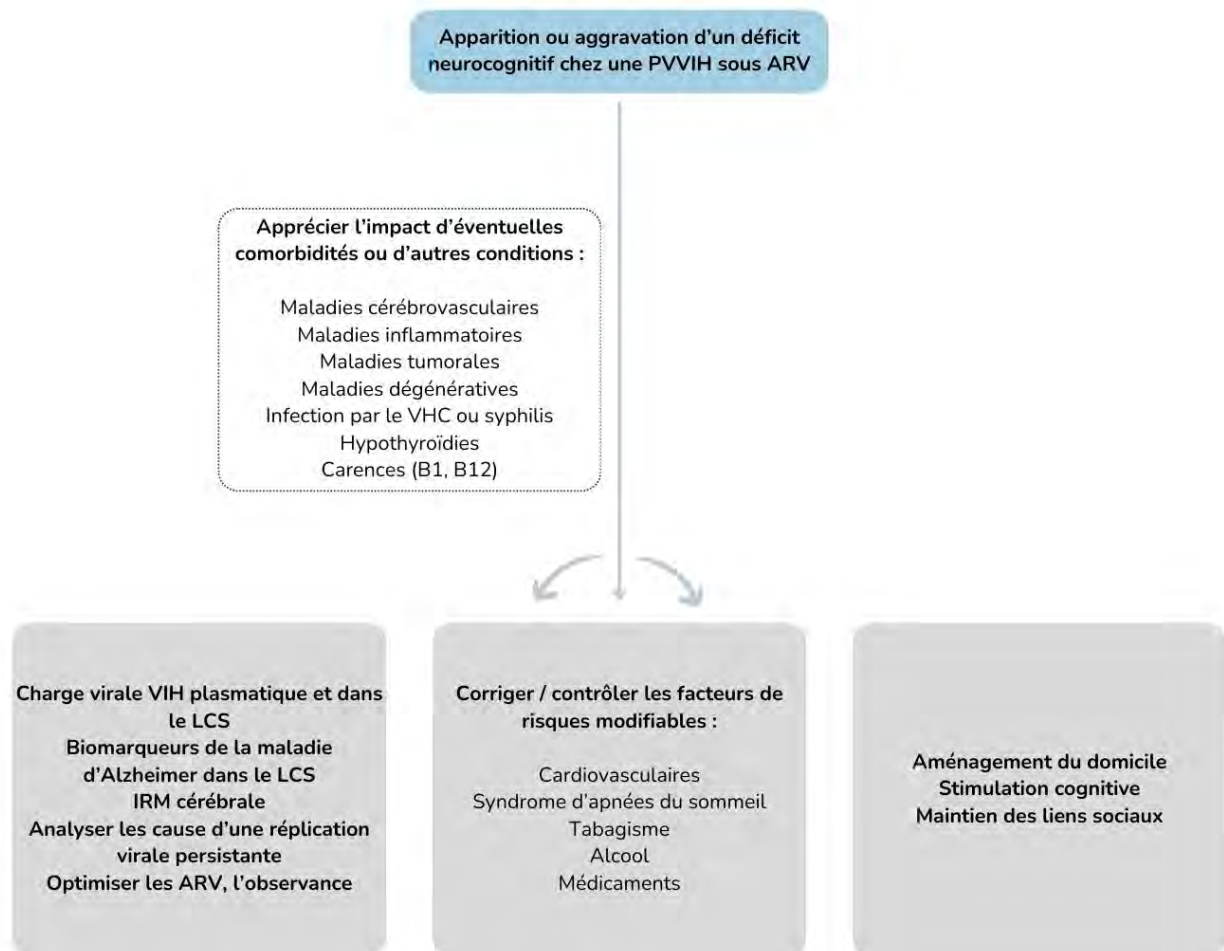 Apparition ou aggravation d’un déficit
neurocognitif chez une PVVIH sous ARV
Apprécier l’impact d’éventuelles
comorbidités ou d’autres conditions :
Maladies cérébrovasculaires
Maladies inflammatoires
Maladies tumorales
Maladies dégénératives
Infection par le VHC ou syphilis
Hypothyroïdies
Carences (B1, B12)
Charge virale VIH plasmatique et dans
le LCS
Biomarqueurs de la maladie
d’Alzheimer dans le LCS
IRM cérébrale
Analyser les cause d’une réplication
virale persistante
Optimiser les ARV, l’observance
Corriger / contrôler les facteurs de
risques modifiables :
Cardiovasculaires
Syndrome d’apnées du sommeil
Tabagisme
Alcool
Médicaments
Aménagement du domicile
Stimulation cognitive
Maintien des liens sociaux